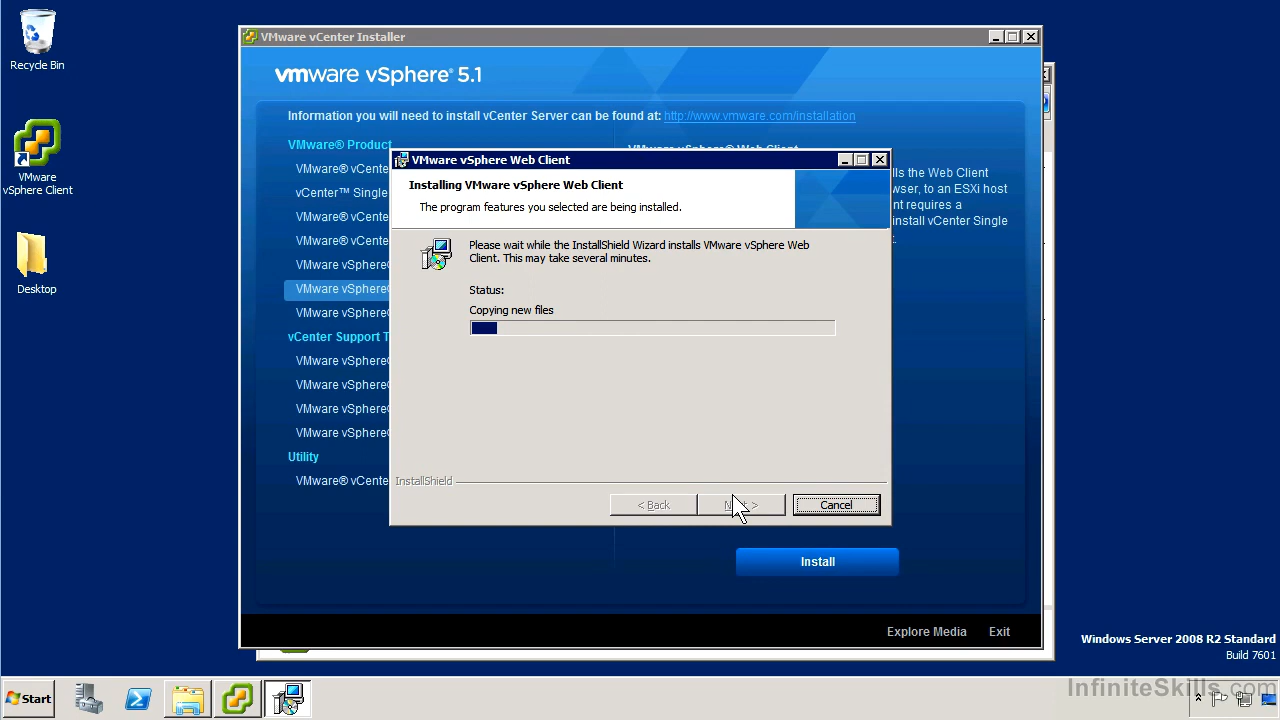 Recycle Bin
VMware
vSphere Client
Desktop
VMware vCenter Installer
vmware vSphere® 5.1
Information you will need to install vCenter Server can be found at: http://www.vmware.com/installation
VMware® Product
VMware® vCente
vCenter™ Single
VMware® vCente
VMware® vCente
VMware vSphere®
VMware vSphere®
VMware vSphere®
vCenter Support T
VMware vSphere®
VMware vSphere®
VMware vSphere®
VMware vSphere®
Utility
VMware® vCente
VMware vSphere® Web Client
lls the Web Client
wser, to an ESXi host
nt requires a
install vCenter Single
VMware vSphere Web Client
Installing VMware vSphere Web Client
The program features you selected are being installed.
Please wait while the InstallShield Wizard installs VMware vSphere Web
Client. This may take several minutes.
Status:
Copying new files
InstallShield
< Back
>
Cancel
Install
Explore Media
Exit
Windows Server 2008 R2 Standard
Build 7601
Start
InfiniteSkills.com